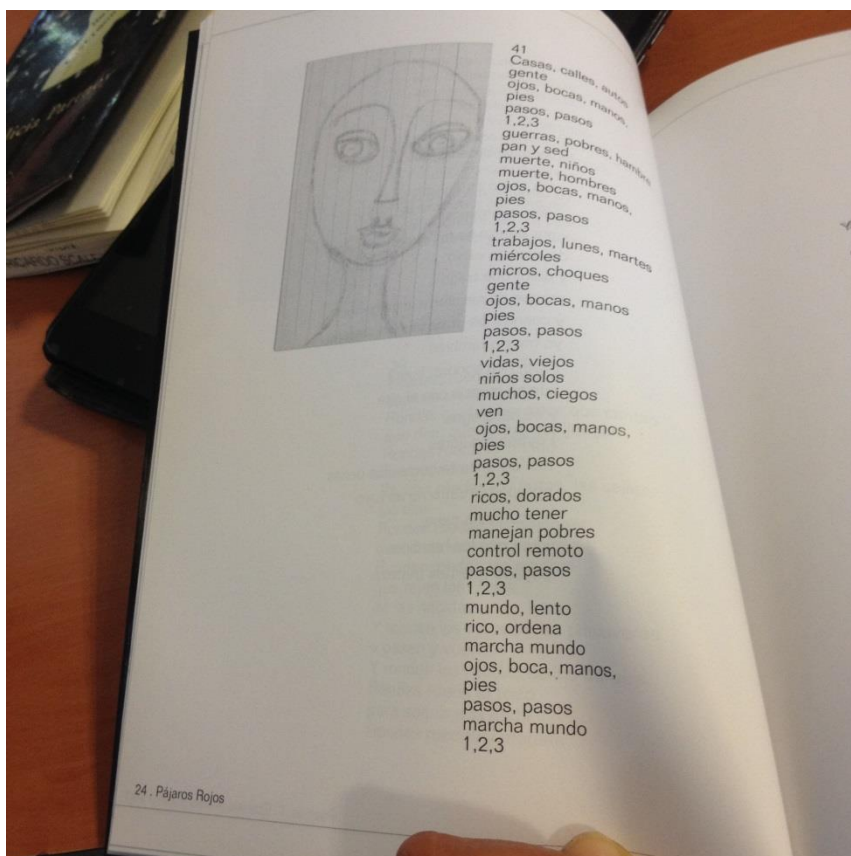 41
Casas, calles, autos
gente
ojos, bocas, manos,
pies
pasos, pasos
1,2,3
guerras, pobres, hambre
pan y sed
muerte, niños
muerte, hombres
ojos, bocas, manos,
pies
pasos, pasos
1,2,3
trabajos, lunes, martes
miércoles
micros, choques
gente
ojos, bocas, manos
pies
pasos, pasos
1,2,3
vidas, viejos
niños solos
muchos, ciegos
ven
ojos, bocas, manos,
pies
pasos, pasos
1,2,3
ricos, dorados
mucho tener
manejan pobres
control remoto
pasos, pasos
1,2,3
mundo, lento
rico, ordena
marcha mundo
ojos, boca, manos,
pies
pasos, pasos
marcha mundo
1,2,3
24 . Pájaros Rojos